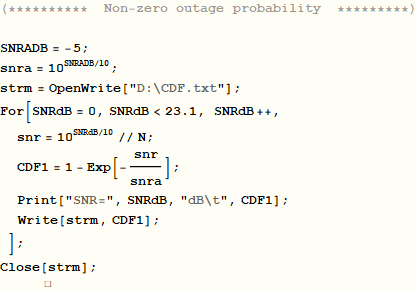 (**********  Non-zero outage probability  *********)
SNRADB = -5;
snra = 10^SNRADB/10;
strm = OpenWrite["D:\CDF.txt"];
For[SNRdB = 0, SNRdB < 23.1, SNRdB++,
snr = 10^SNRdB/10 // N;
CDF1 = 1 - Exp[-snr/snra];
Print["SNR=", SNRdB, "dB\t", CDF1];
Write[strm, CDF1];
];
Close[strm];